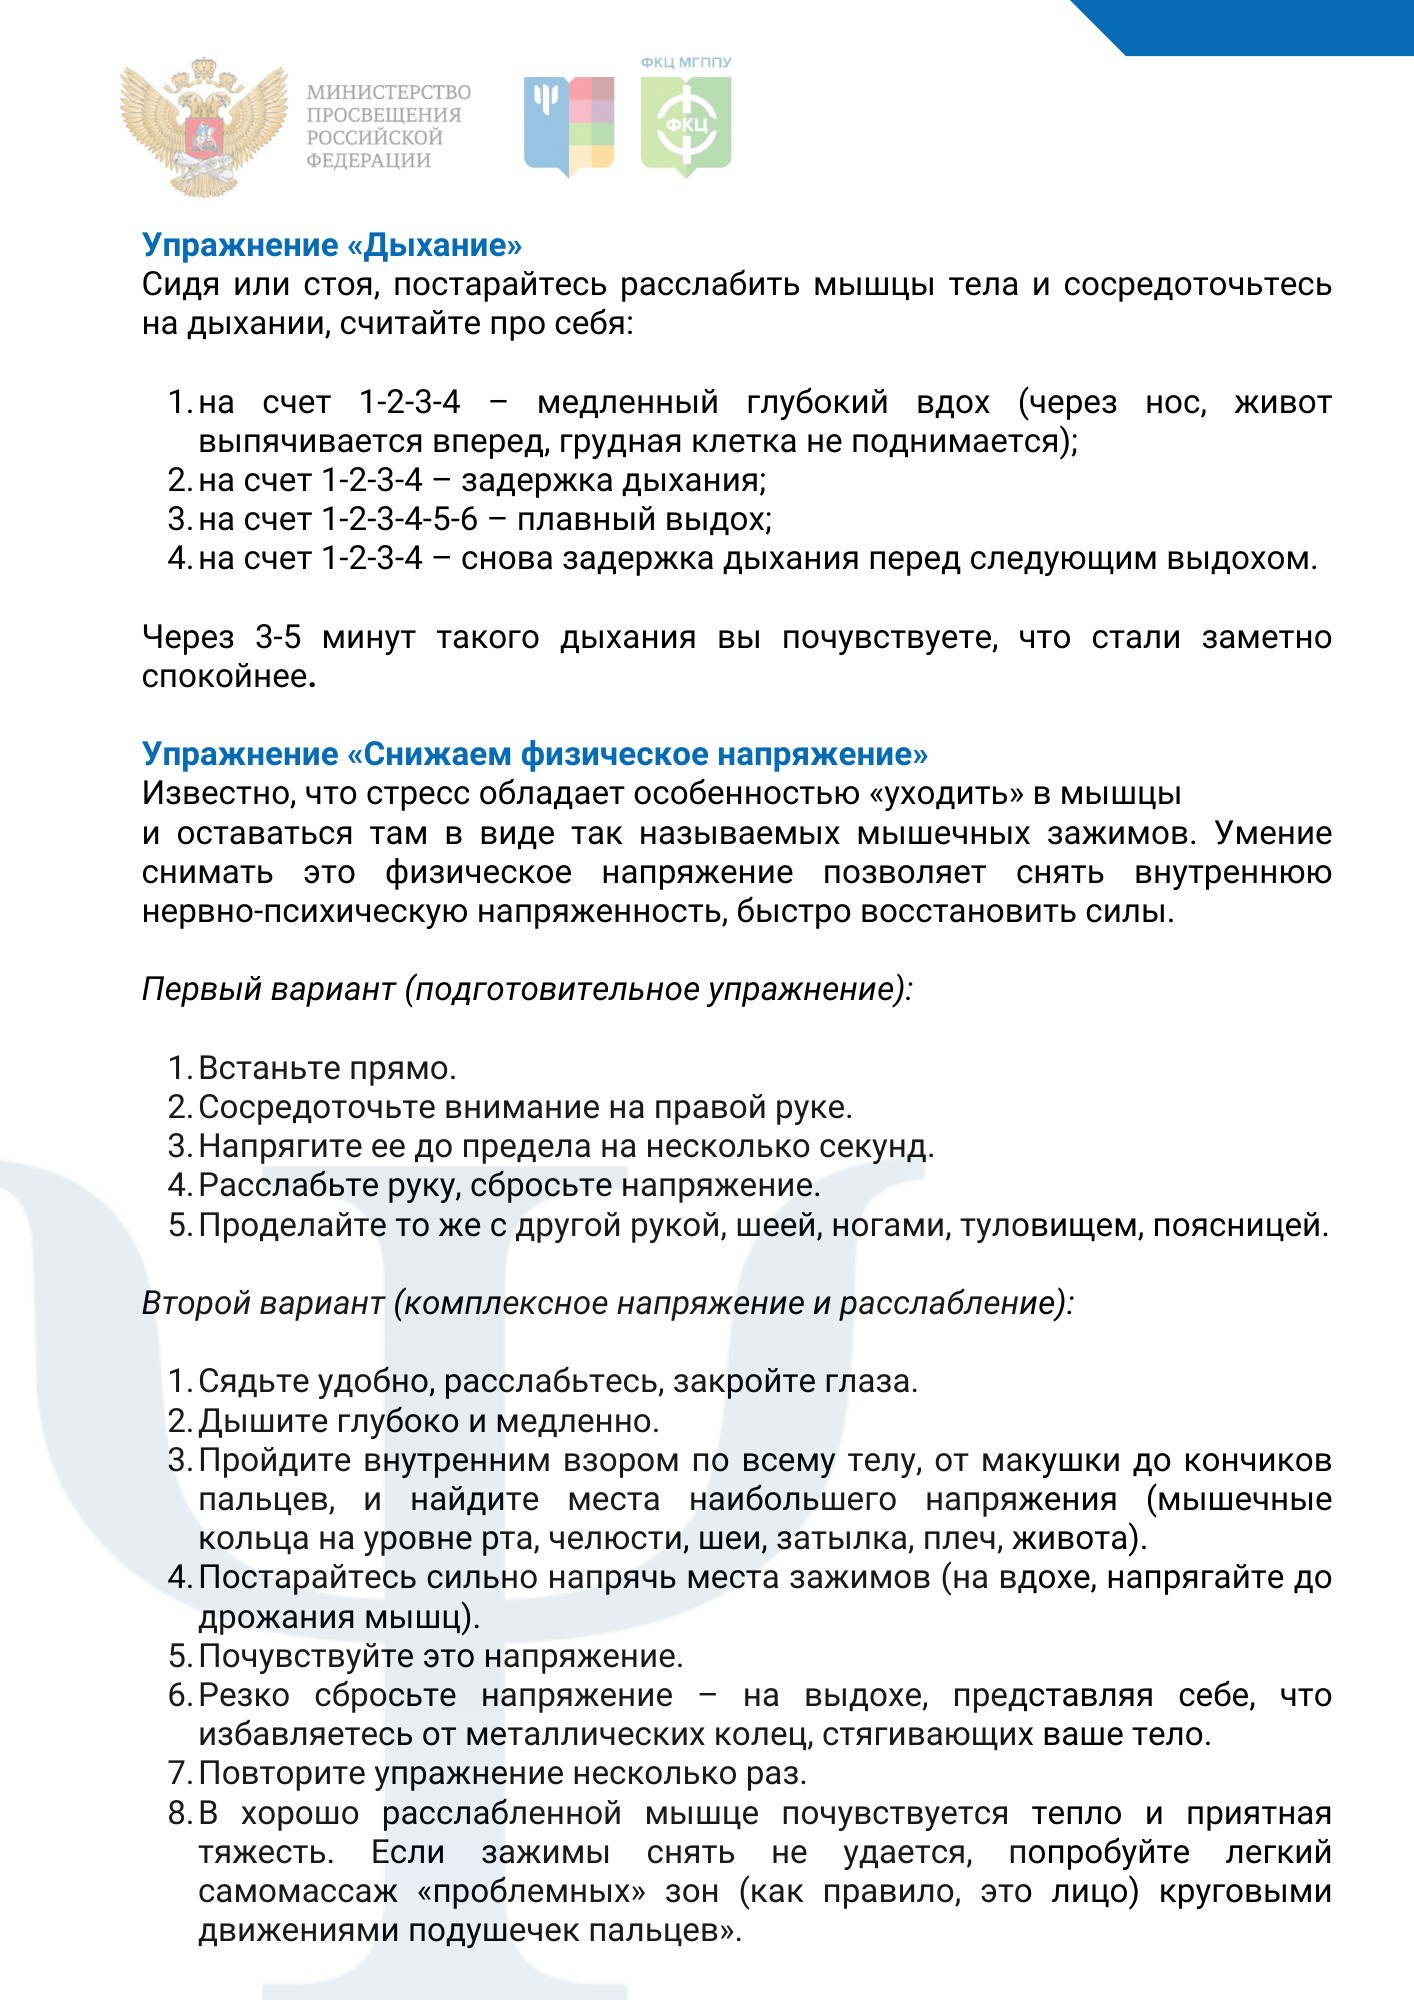 МИНИСТЕРСТВО
ПРОСВЕЩЕНИЯ
РОССИЙСКОЙ
ФЕДЕРАЦИИ
ФКЦ МГППУ
ФКЦ
Упражнение «Дыхание»
Сидя или стоя, постарайтесь расслабить мышцы тела и сосредоточьтесь
на дыхании, считайте про себя:
1. на счет 1-2-3-4 – медленный глубокий вдох (через нос, живот
выпячивается вперед, грудная клетка не поднимается);
2. на счет 1-2-3-4 – задержка дыхания;
3. на счет 1-2-3-4-5-6 – плавный выдох;
4. на счет 1-2-3-4 – снова задержка дыхания перед следующим выдохом.
Через 3-5 минут такого дыхания вы почувствуете, что стали заметно
спокойнее.
Упражнение «Снижаем физическое напряжение»
Известно, что стресс обладает особенностью «уходить» в мышцы
и оставаться там в виде так называемых мышечных зажимов. Умение
снимать это физическое напряжение позволяет снять внутреннюю
нервно-психическую напряженность, быстро восстановить силы.
Первый вариант (подготовительное упражнение):
1. Встаньте прямо.
2. Сосредоточьте внимание на правой руке.
3. Напрягите ее до предела на несколько секунд.
4. Расслабьте руку, сбросьте напряжение.
5. Проделайте то же с другой рукой, шеей, ногами, туловищем, поясницей.
Второй вариант (комплексное напряжение и расслабление):
1. Сядьте удобно, расслабьтесь, закройте глаза.
2. Дышите глубоко и медленно.
3. Пройдите внутренним взором по всему телу, от макушки до кончиков
пальцев, и найдите места наибольшего напряжения (мышечные
кольца на уровне рта, челюсти, шеи, затылка, плеч, живота).
4. Постарайтесь сильно напрячь места зажимов (на вдохе, напрягайте до
дрожания мышц).
5. Почувствуйте это напряжение.
6. Резко сбросьте напряжение – на выдохе, представляя себе, что
избавляетесь от металлических колец, стягивающих ваше тело.
7. Повторите упражнение несколько раз.
8. В хорошо расслабленной мышце почувствуется тепло и приятная
тяжесть. Если зажимы снять не удается, попробуйте легкий
самомассаж «проблемных» зон (как правило, это лицо) круговыми
движениями подушечек пальцев».